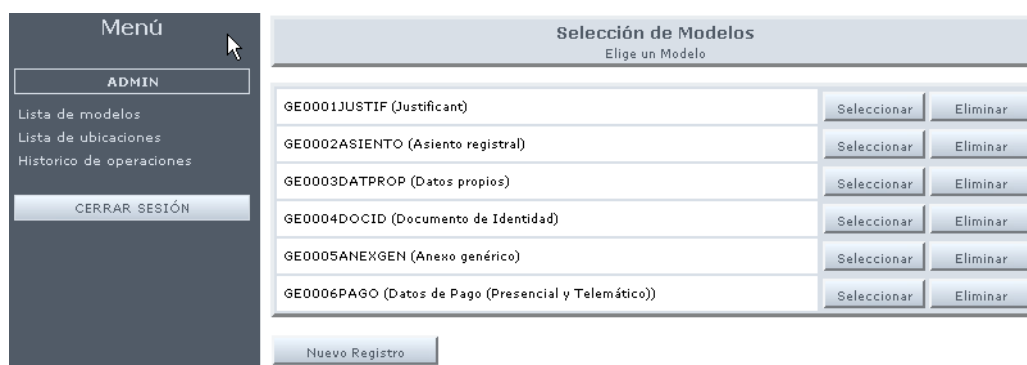 Menú
ADMIN
Lista de modelos
Lista de ubicaciones
Historico de operaciones
CERRAR SESIÓN
Selección de Modelos
Elige un Modelo
GE0001JUSTIF (Justificant) Seleccionar Eliminar
GE0002ASIENTO (Asiento registral) Seleccionar Eliminar
GE0003DATPROP (Datos propios) Seleccionar Eliminar
GE0004DOCID (Documento de Identidad) Seleccionar Eliminar
GE0005ANEXGEN (Anexo genérico) Seleccionar Eliminar
GE0006PAGO (Datos de Pago (Presencial y Telemático)) Seleccionar Eliminar
Nuevo Registro